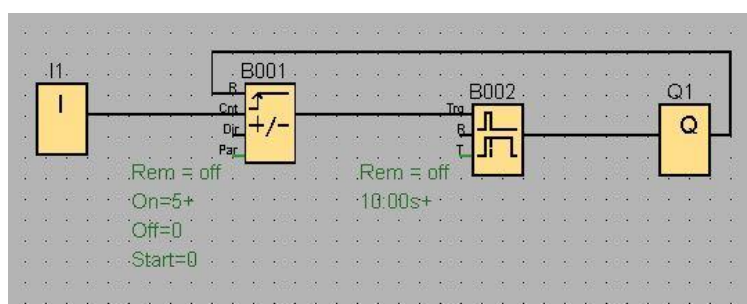 I1
I
B001
R
Cnt
Dir
Par
+/-
Rem = off
On=5+
Off=0
Start=0
B002
Trg
R
T
Rem = off
10:00s+
Q1
Q